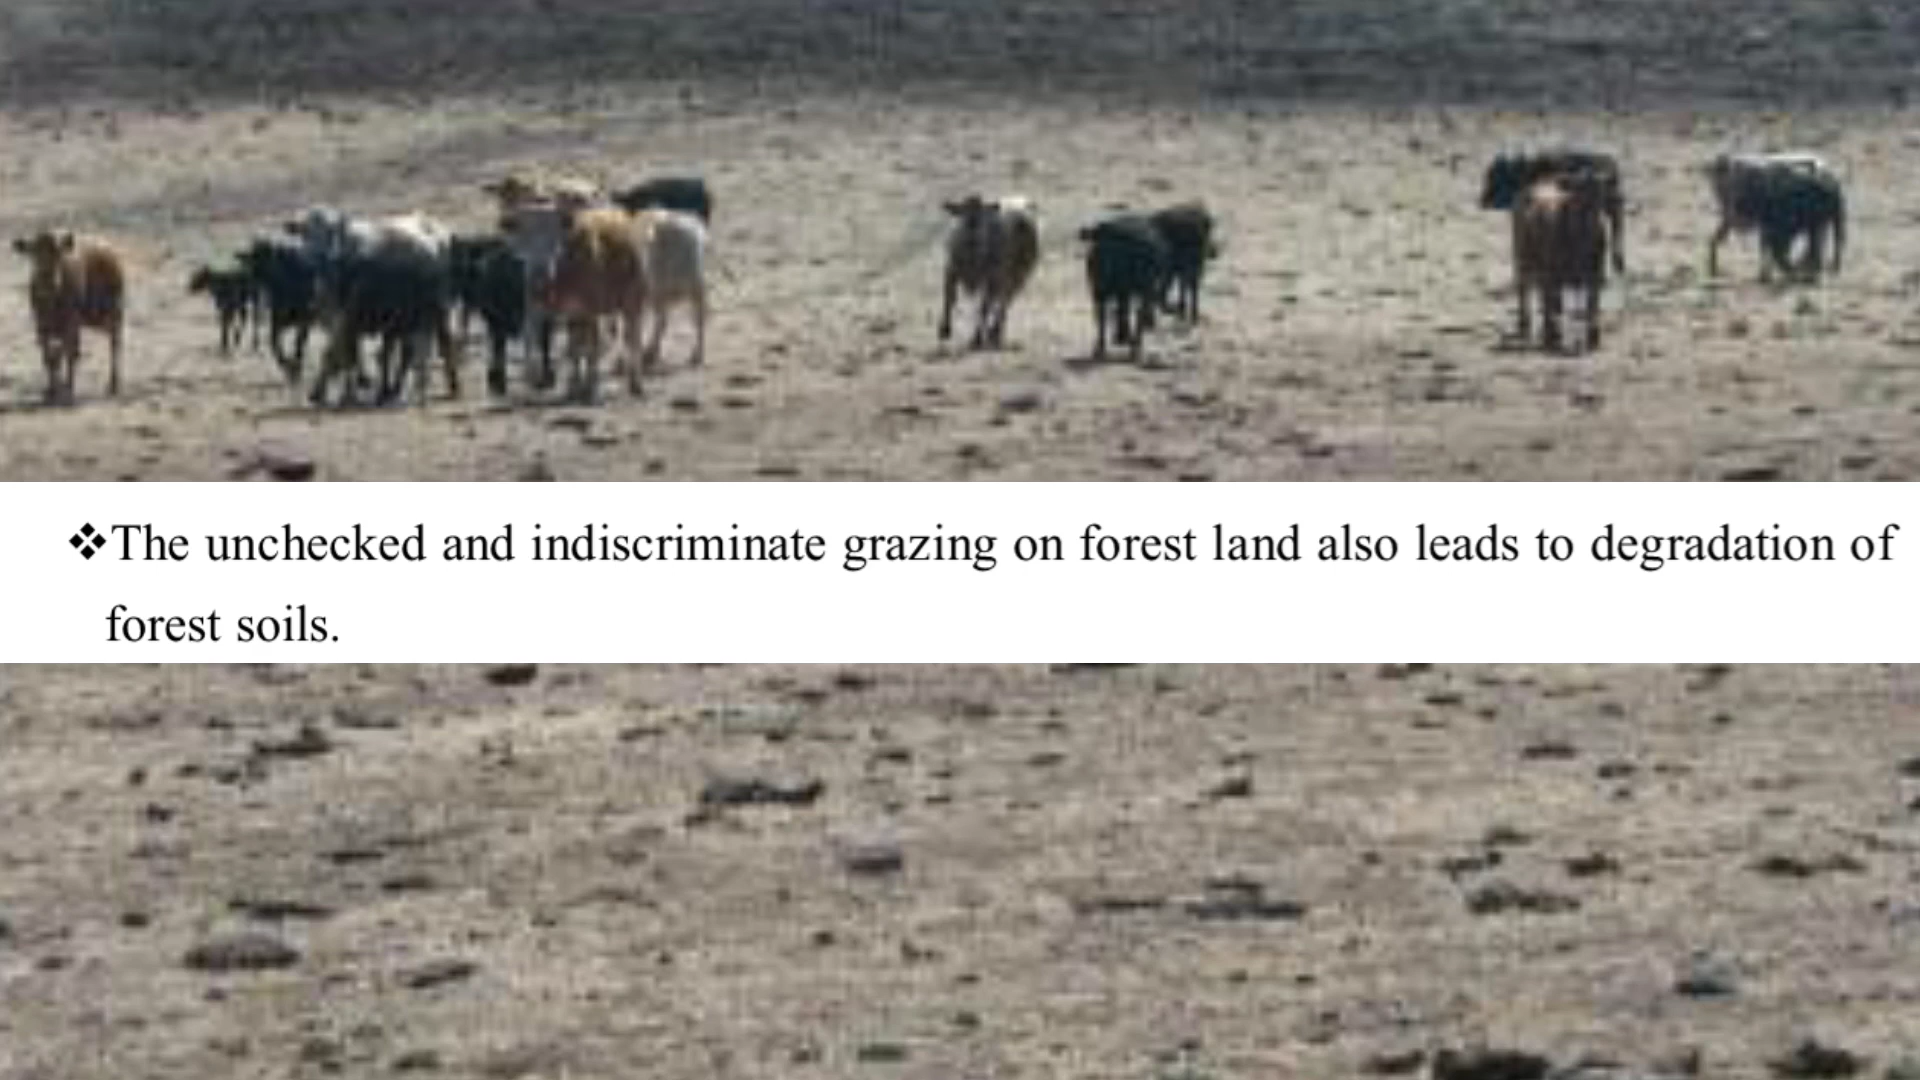 ❖The unchecked and indiscriminate grazing on forest land also leads to degradation of
forest soils.